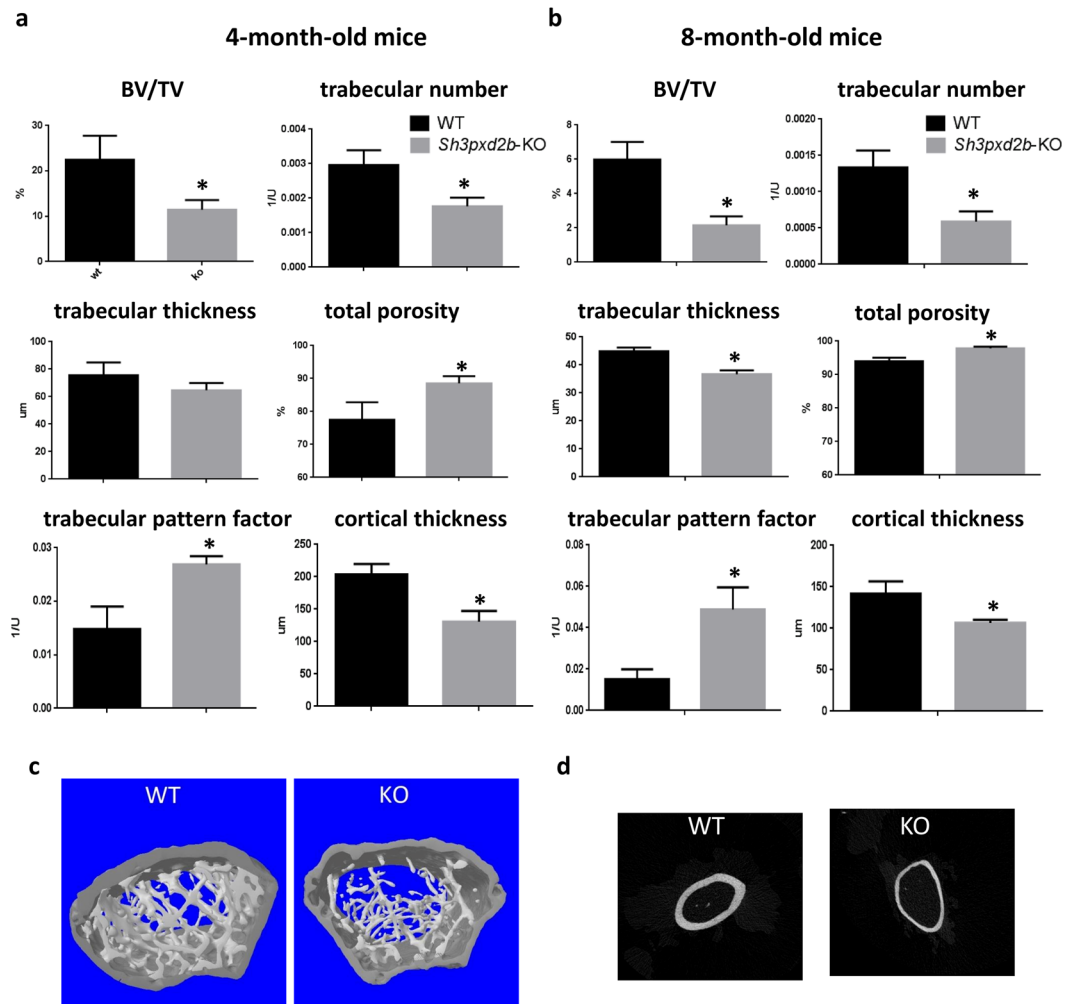 a
4-month-old mice
b
8-month-old mice
BV/TV
30
20
10
0
%
*
wt
ko
trabecular number
0.004
0.003
0.002
0.001
0.000
1/U
WT
Sh3pxd2b-KO
*
BV/TV
8
6
4
2
0
%
*
trabecular number
0.0020
0.0015
0.0010
0.0005
0.0000
1/U
WT
Sh3pxd2b-KO
*
trabecular thickness
100
80
60
40
20
0
um
total porosity
100
90
80
70
60
%
*
trabecular thickness
50
40
30
20
10
0
um
*
total porosity
100
90
80
70
60
%
*
trabecular pattern factor
0.03
0.02
0.01
0.00
1/U
*
cortical thickness
250
200
150
100
50
0
um
*
trabecular pattern factor
0.08
0.06
0.04
0.02
0.00
1/U
*
cortical thickness
200
150
100
50
0
um
*
c
WT
KO
d
WT
KO